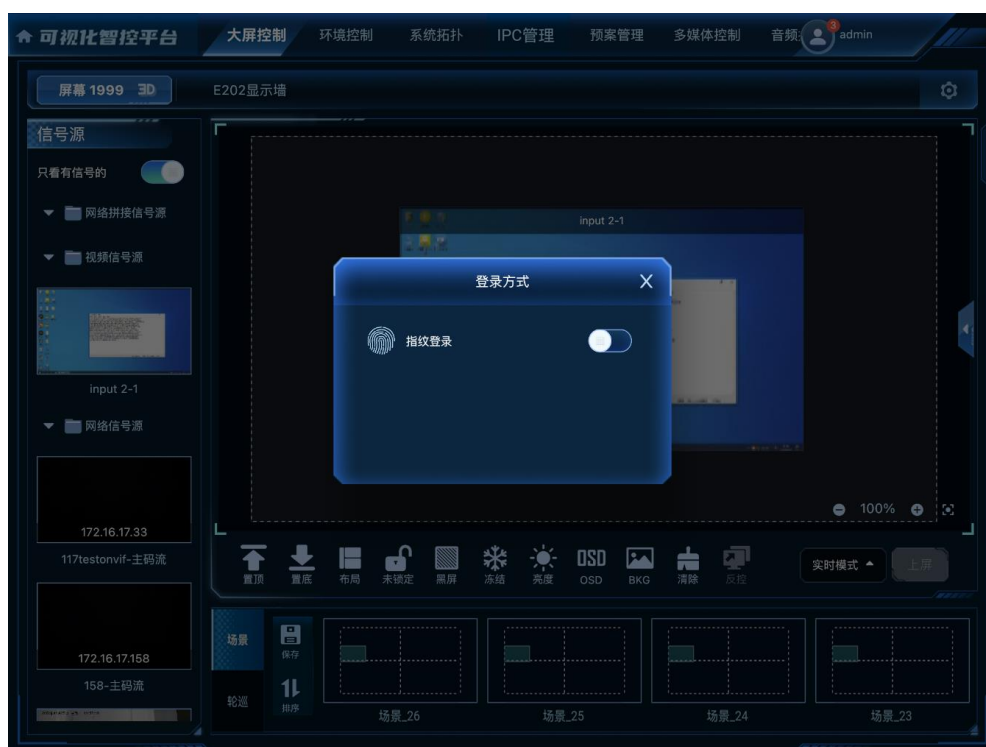 可视化智控平台
大屏控制
环境控制
系统拓扑
IPC管理
预案管理
多媒体控制
音频
3
admin
屏幕 1999 3D
E202显示墙
信号源
只看有信号的
网络拼接信号源
视频信号源
input 2-1
网络信号源
172.16.17.33
117testonvif-主码流
172.16.17.158
158-主码流
input 2-1
登录方式
X
指纹登录
100%
置顶
置底
布局
未锁定
黑屏
冻结
亮度
OSD
OSD
BKG
清除
反控
实时模式
上屏
场景
轮巡
保存
排序
场景_26
场景_25
场景_24
场景_23